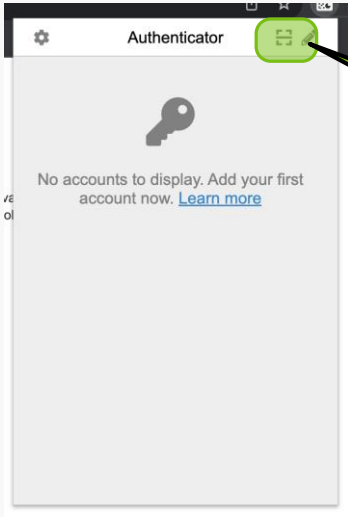 Authenticator
No accounts to display. Add your first
account now. Learn more